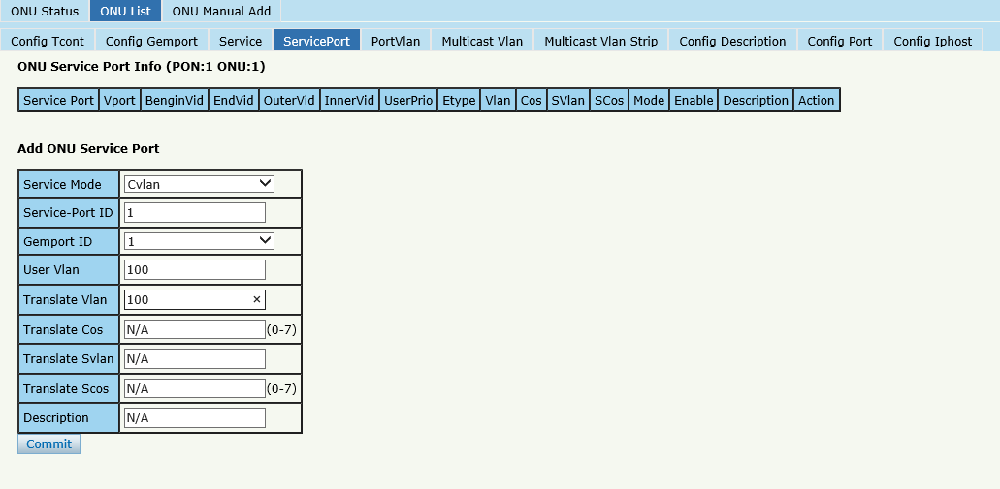 ONU Status ONU List ONU Manual Add
Config Tcont Config Gemport Service ServicePort PortVlan Multicast Vlan Multicast Vlan Strip Config Description Config Port Config Iphost
ONU Service Port Info (PON:1 ONU:1)
Service Port Vport BenginVid EndVid OuterVid InnerVid UserPrio Etype Vlan Cos SVlan SCos Mode Enable Description Action
Add ONU Service Port
Service Mode Cvlan
Service-Port ID 1
Gemport ID 1
User Vlan 100
Translate Vlan 100 ×
Translate Cos N/A (0-7)
Translate Svlan N/A
Translate Scos N/A (0-7)
Description N/A
Commit